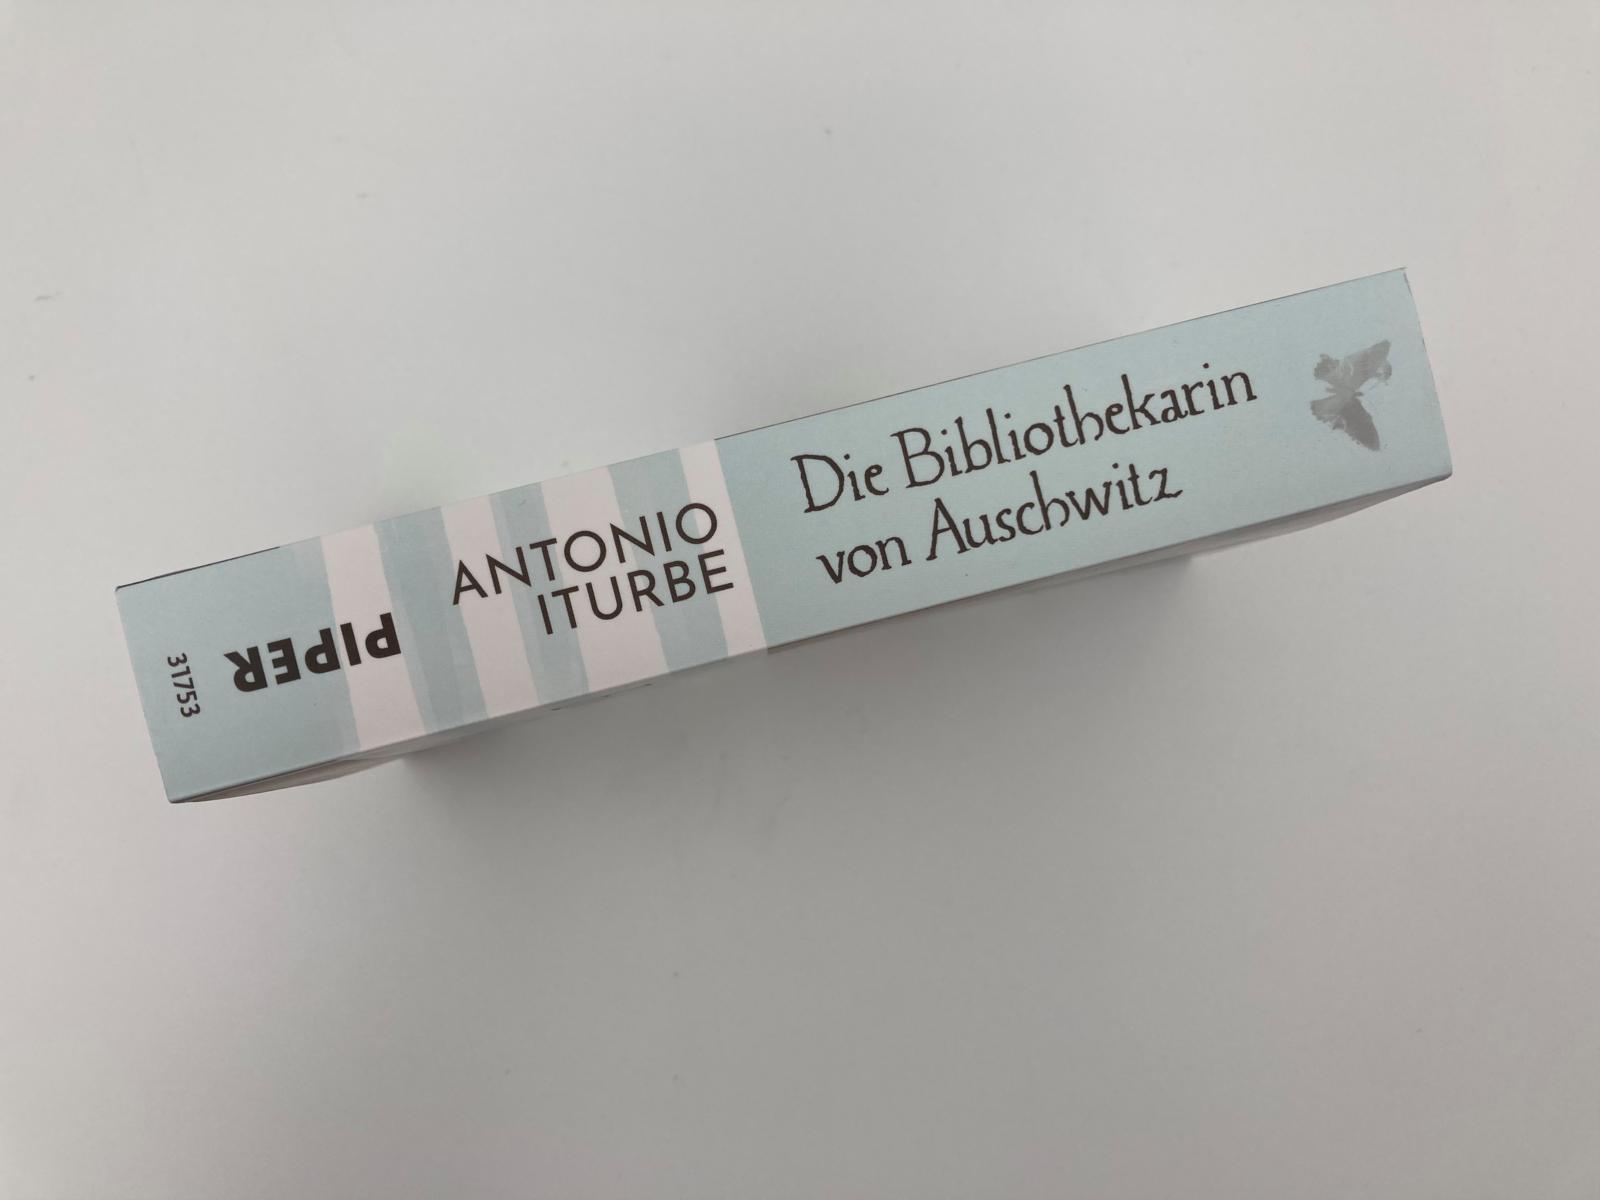 Die Bibliothekarin
von Auschwitz
ANTONIO
ITURBE
PIPER
31753